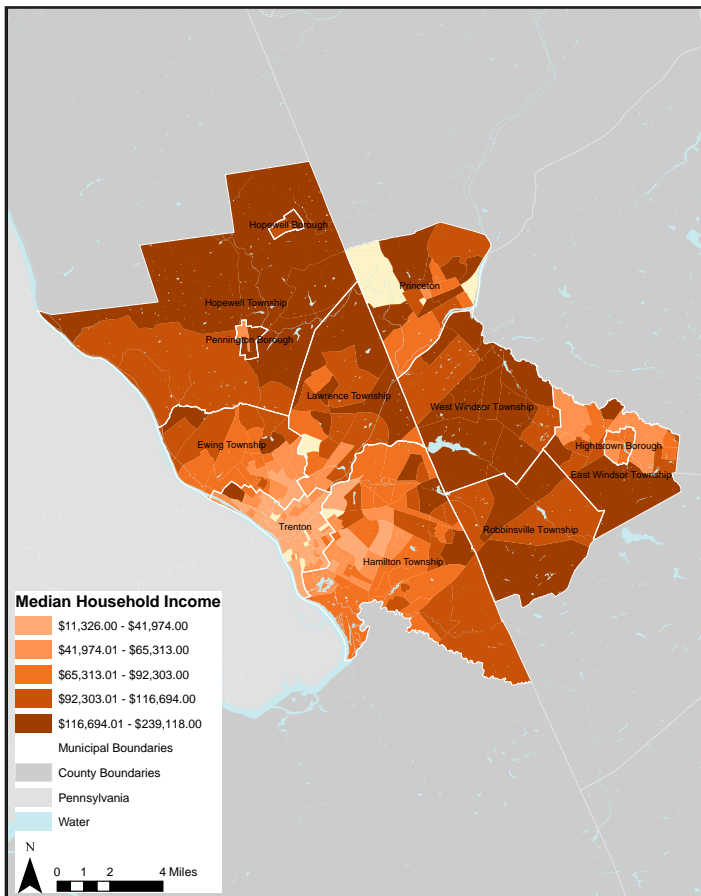 Hopewell Borough
Princeton
Hopewell Township
Pennington Borough
Lawrence Township
West Windsor Township
Ewing Township
Hightstown Borough
East Windsor Township
Trenton
Robbinsville Township
Hamilton Township
Median Household Income
$11,326.00 - $41,974.00
$41,974.01 - $65,313.00
$65,313.01 - $92,303.00
$92,303.01 - $116,694.00
$116,694.01 - $239,118.00
Municipal Boundaries
County Boundaries
Pennsylvania
Water
N
0 1 2 4 Miles